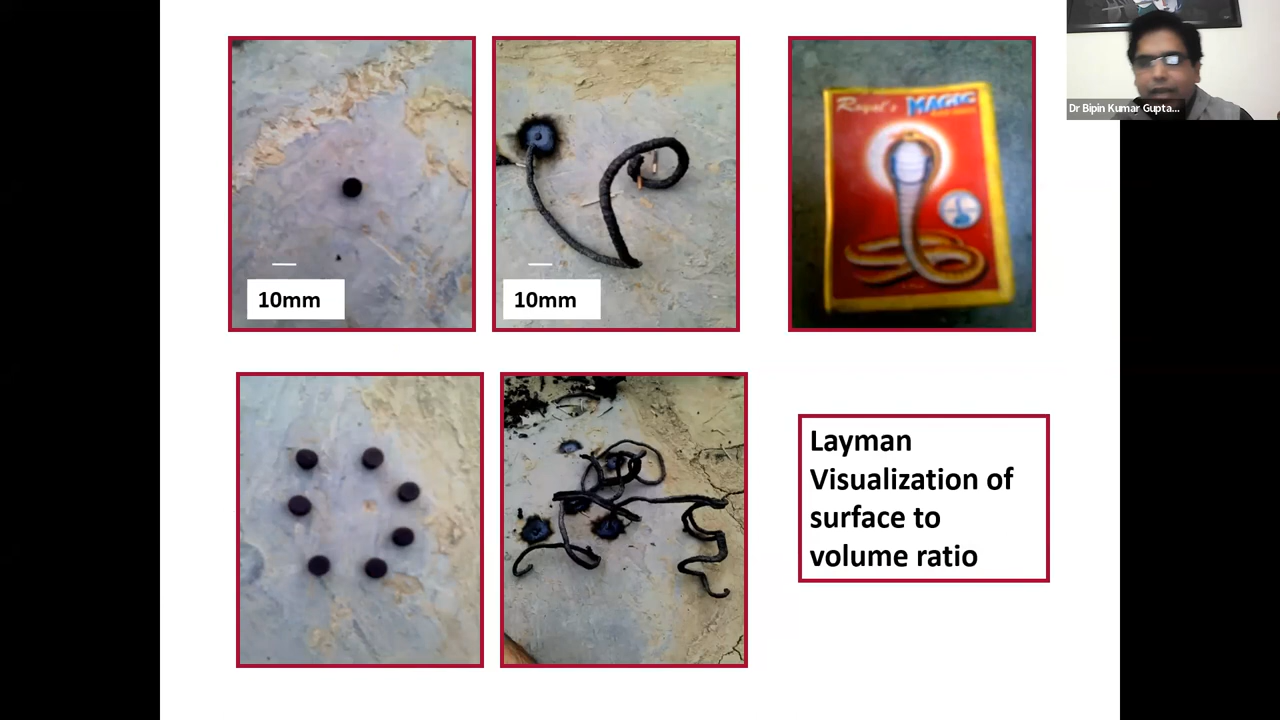 Royal's MAGIC
Dr Bipin Kumar Gupta...
10mm
10mm
Layman
Visualization of
surface to
volume ratio